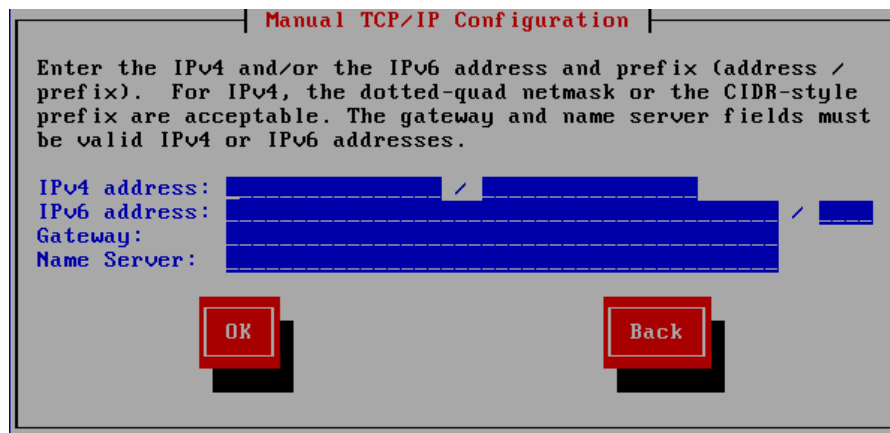 Manual TCP/IP Configuration
Enter the IPv4 and/or the IPv6 address and prefix (address /
prefix).  For IPv4, the dotted-quad netmask or the CIDR-style
prefix are acceptable. The gateway and name server fields must
be valid IPv4 or IPv6 addresses.
IPv4 address: /
IPv6 address: /
Gateway:
Name Server:
OK Back